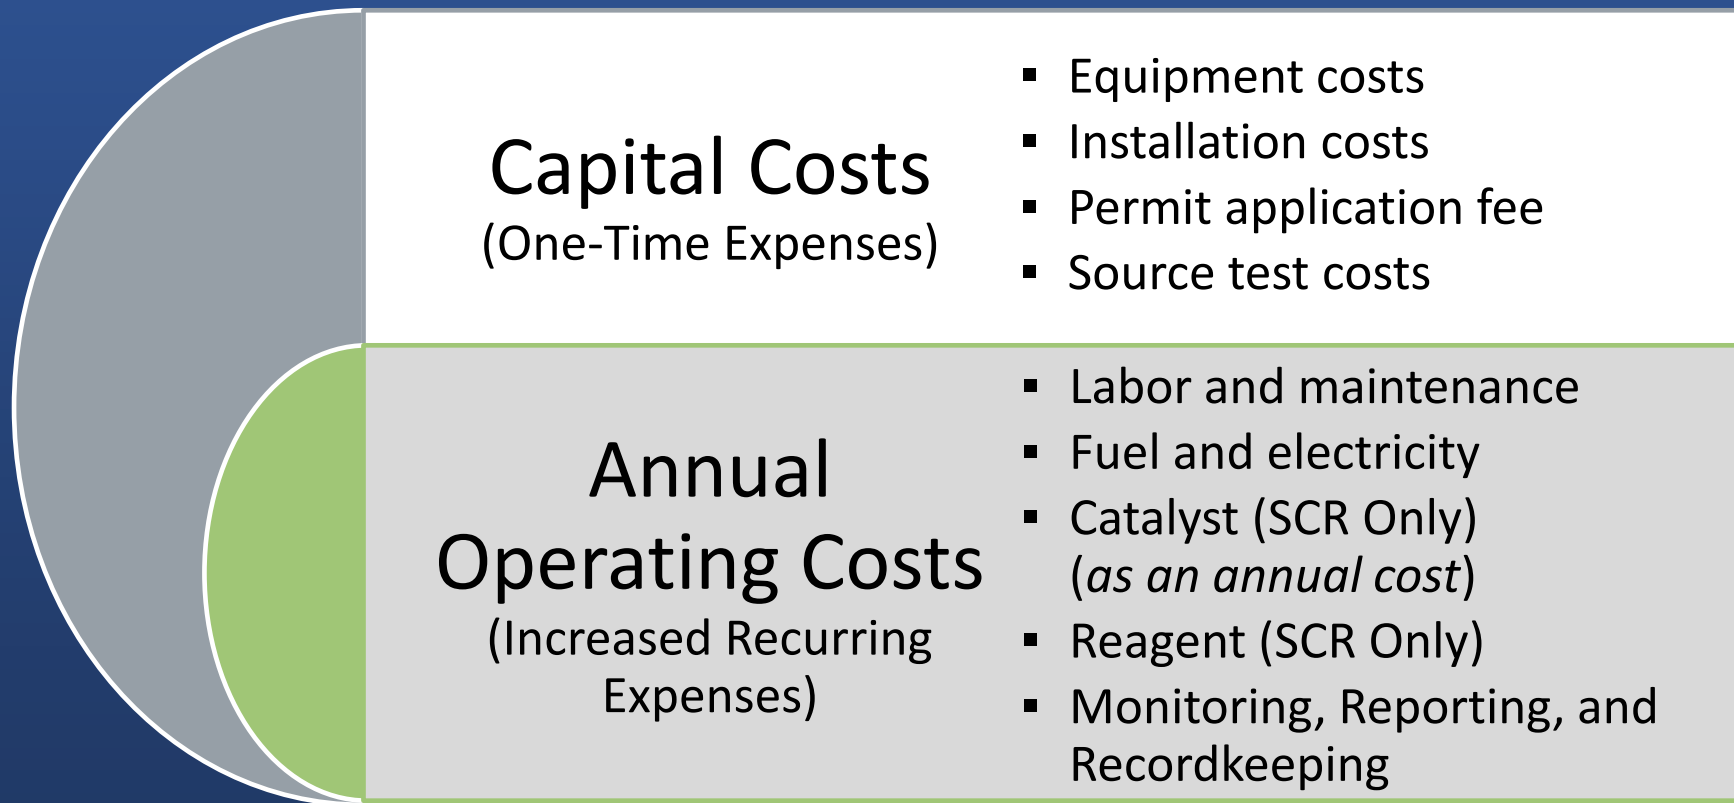 Capital Costs
(One-Time Expenses)
▪ Equipment costs
▪ Installation costs
▪ Permit application fee
▪ Source test costs
Annual
Operating Costs
(Increased Recurring
Expenses)
▪ Labor and maintenance
▪ Fuel and electricity
▪ Catalyst (SCR Only)
(as an annual cost)
▪ Reagent (SCR Only)
▪ Monitoring, Reporting, and
Recordkeeping